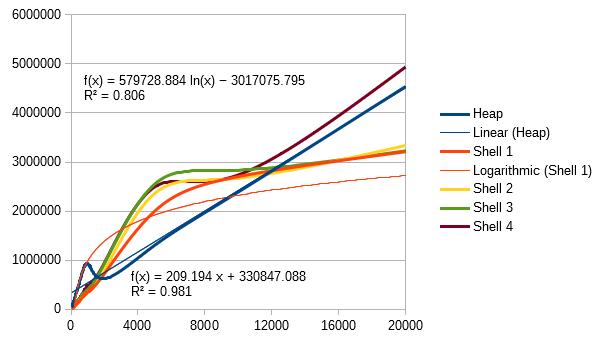 6000000
5000000
4000000
3000000
2000000
1000000
0
f(x) = 579728.884 ln(x) − 3017075.795
R² = 0.806
f(x) = 209.194 x + 330847.088
R² = 0.981
0 4000 8000 12000 16000 20000
Heap
Linear (Heap)
Shell 1
Logarithmic (Shell 1)
Shell 2
Shell 3
Shell 4